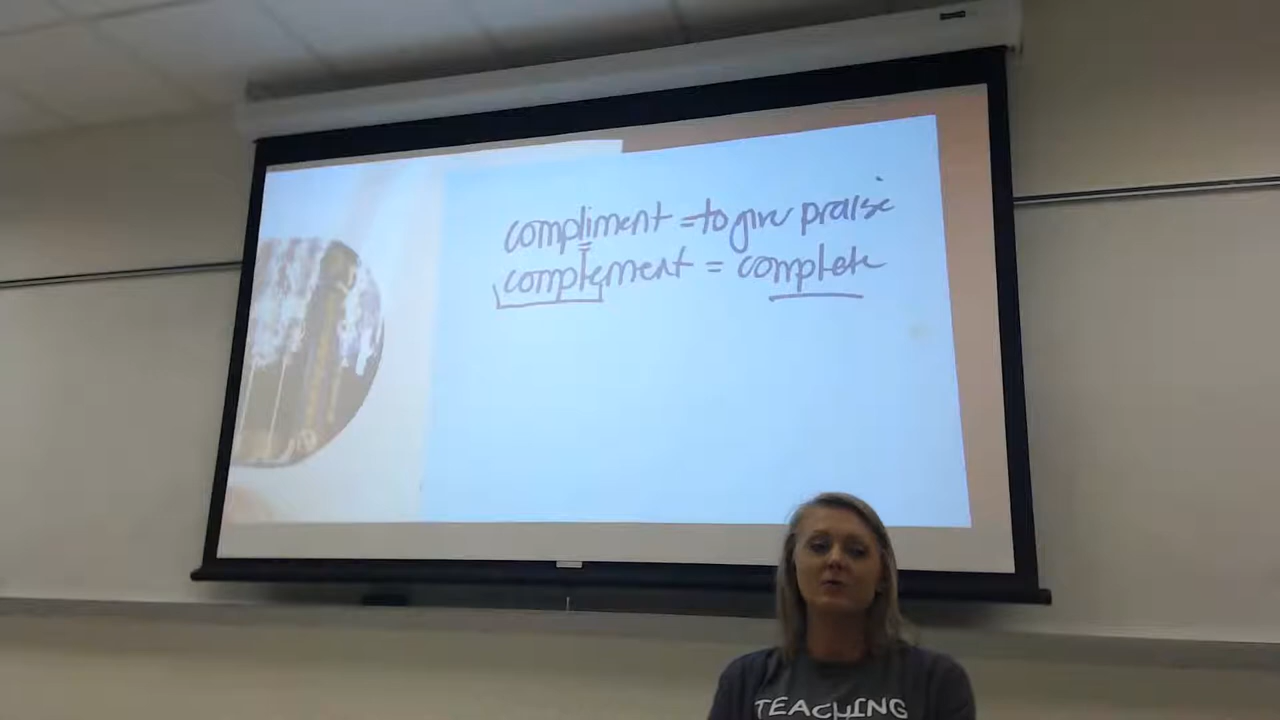 compliment = to give praise
complement = complete
TEACHING